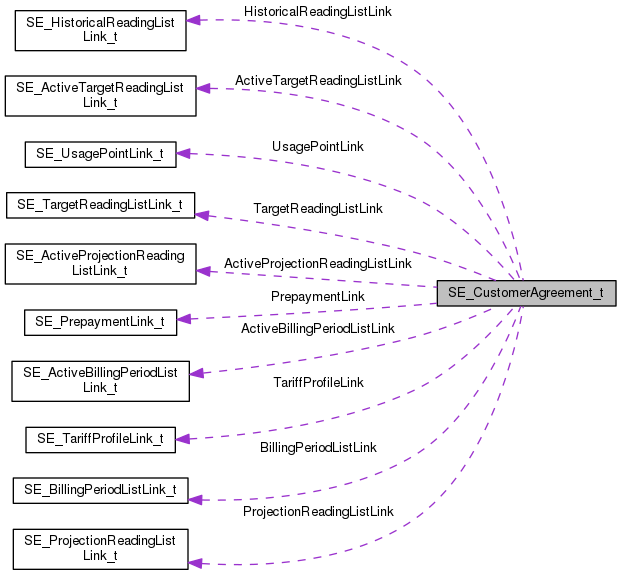 HistoricalReadingListLink
SE_HistoricalReadingList
Link_t
ActiveTargetReadingListLink
SE_ActiveTargetReadingList
Link_t
UsagePointLink
SE_UsagePointLink_t
TargetReadingListLink
SE_TargetReadingListLink_t
ActiveProjectionReadingListLink
SE_ActiveProjectionReading
ListLink_t
SE_CustomerAgreement_t
PrepaymentLink
SE_PrepaymentLink_t
ActiveBillingPeriodListLink
SE_ActiveBillingPeriodList
Link_t
TariffProfileLink
SE_TariffProfileLink_t
BillingPeriodListLink
SE_BillingPeriodListLink_t
ProjectionReadingListLink
SE_ProjectionReadingList
Link_t